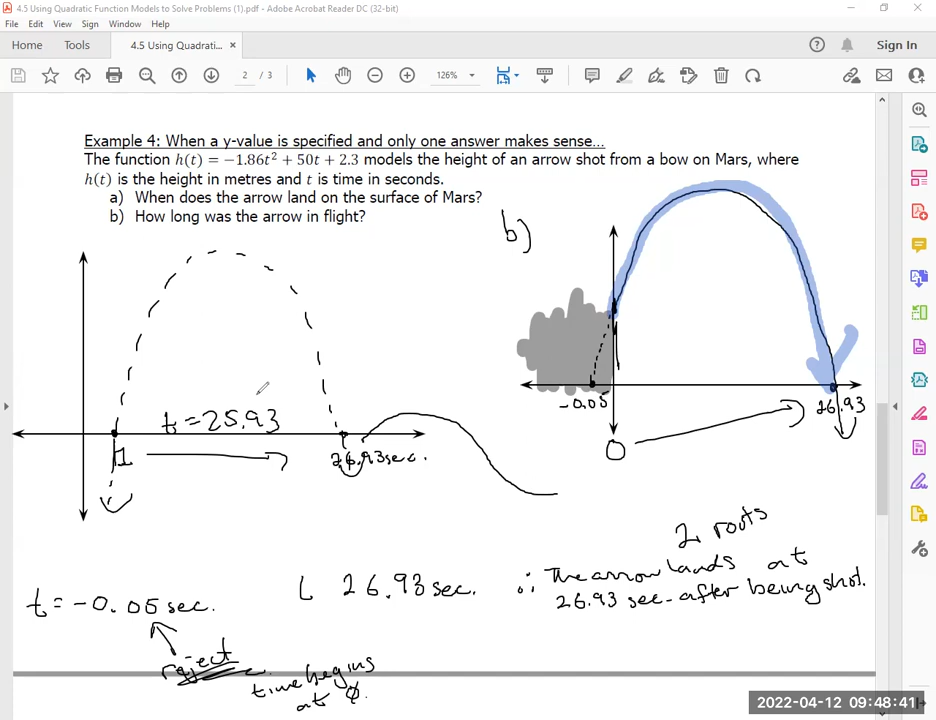 4.5 Using Quadratic Function Models to Solve Problems (1).pdf - Adobe Acrobat Reader DC (32-bit)
File Edit View Sign Window Help
Home Tools 4.5 Using Quadrati... × Sign In
2 / 3 126%
Example 4: When a y-value is specified and only one answer makes sense...
The function h(t) = −1.86t² + 50t + 2.3 models the height of an arrow shot from a bow on Mars, where
h(t) is the height in metres and t is time in seconds.
a) When does the arrow land on the surface of Mars?
b) How long was the arrow in flight?
b)
-0.05
26.93
0
t = 25.93
1
26.93 sec.
2 roots
t = -0.05 sec.
26.93 sec.
∴ The arrow lands at
26.93 sec. after being shot.
reject
time begins
at 0.
2022-04-12 09:48:41